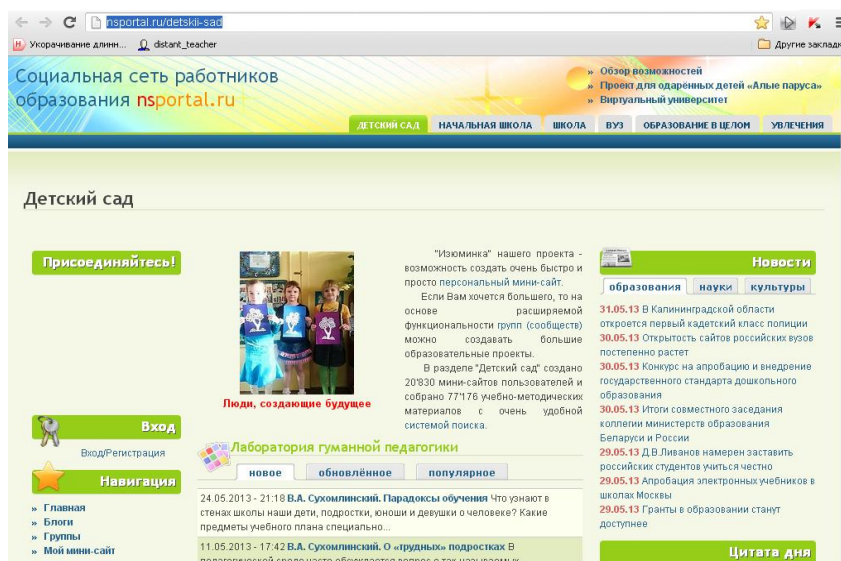 nsportal.ru/detskii-sad
Укорачивание длинн...
distant_teacher
Другие заклад
Социальная сеть работников
образования nsportal.ru
» Обзор возможностей
» Проект для одарённых детей «Алые паруса»
» Виртуальный университет
ДЕТСКИЙ САД
НАЧАЛЬНАЯ ШКОЛА
ШКОЛА
ВУЗ
ОБРАЗОВАНИЕ В ЦЕЛОМ
УВЛЕЧЕНИЯ
Детский сад
Присоединяйтесь!
Вход
Вход/Регистрация
Навигация
» Главная
» Блоги
» Группы
» Мой мини-сайт
Люди, создающие будущее
"Изюминка" нашего проекта -
возможность создать очень быстро и
просто персональный мини-сайт.
Если Вам хочется большего, то на
основе расширяемой
функциональности групп (сообществ)
можно создавать большие
образовательные проекты.
В разделе "Детский сад" создано
20'830 мини-сайтов пользователей и
собрано 77'176 учебно-методических
материалов с очень удобной
системой поиска.
Лаборатория гуманной педагогики
новое
обновлённое
популярное
24.05.2013 - 21:18 В.А. Сухомлинский. Парадоксы обучения Что узнают в
стенах школы наши дети, подростки, юноши и девушки о человеке? Какие
предметы учебного плана специально...
11.05.2013 - 17:42 В.А. Сухомлинский. О «трудных» подростках В
Новости
образования
науки
культуры
31.05.13 В Калининградской области
откроется первый кадетский класс полиции
30.05.13 Открытость сайтов российских вузов
постепенно растет
30.05.13 Конкурс на апробацию и внедрение
государственного стандарта дошкольного
образования
30.05.13 Итоги совместного заседания
коллегии министерств образования
Беларуси и России
29.05.13 Д.В.Ливанов намерен заставить
российских студентов учиться честно
29.05.13 Апробация электронных учебников в
школах Москвы
29.05.13 Гранты в образовании станут
доступнее
Цитата дня